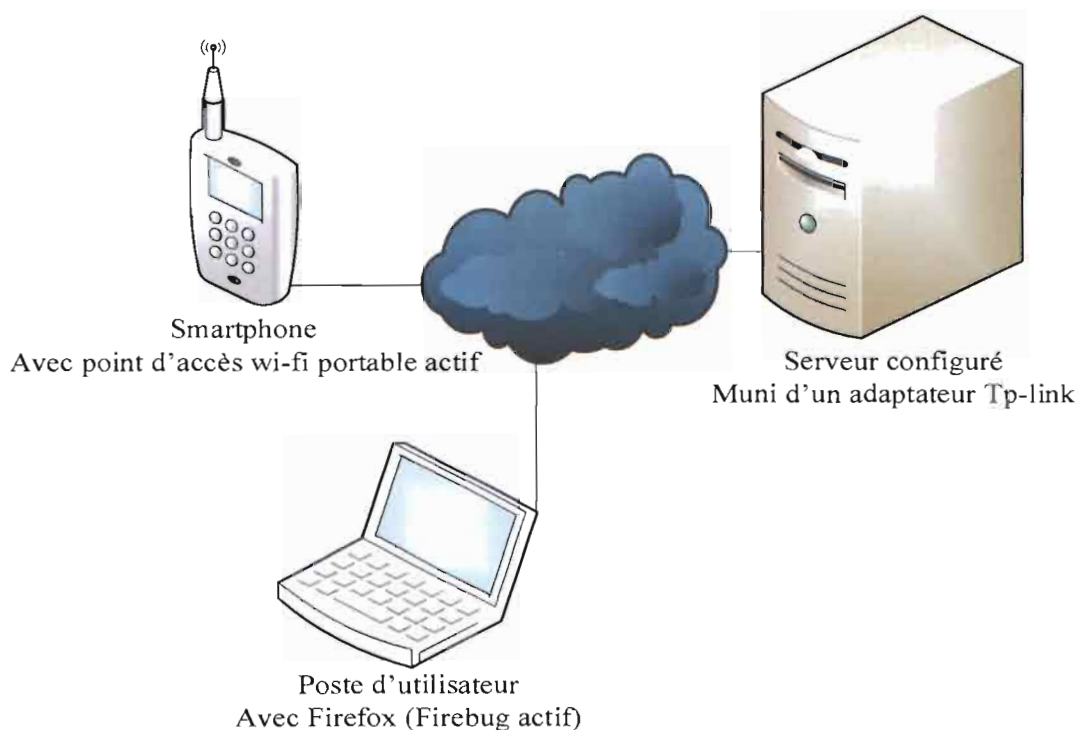 Smartphone
Avec point d'accès wi-fi portable actif
Serveur configuré
Muni d'un adaptateur Tp-link
Poste d'utilisateur
Avec Firefox (Firebug actif)